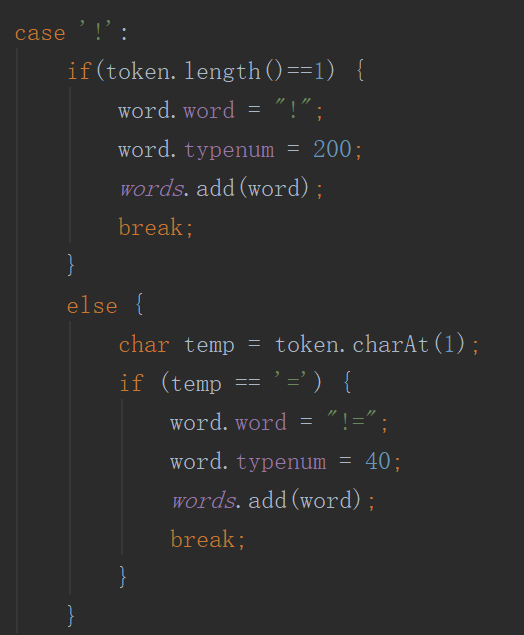 case '!':
    if(token.length()==1) {
        word.word = "!";
        word.typenum = 200;
        words.add(word);
        break;
    }
    else {
        char temp = token.charAt(1);
        if (temp == '=') {
            word.word = "!=";
            word.typenum = 40;
            words.add(word);
            break;
        }
    }